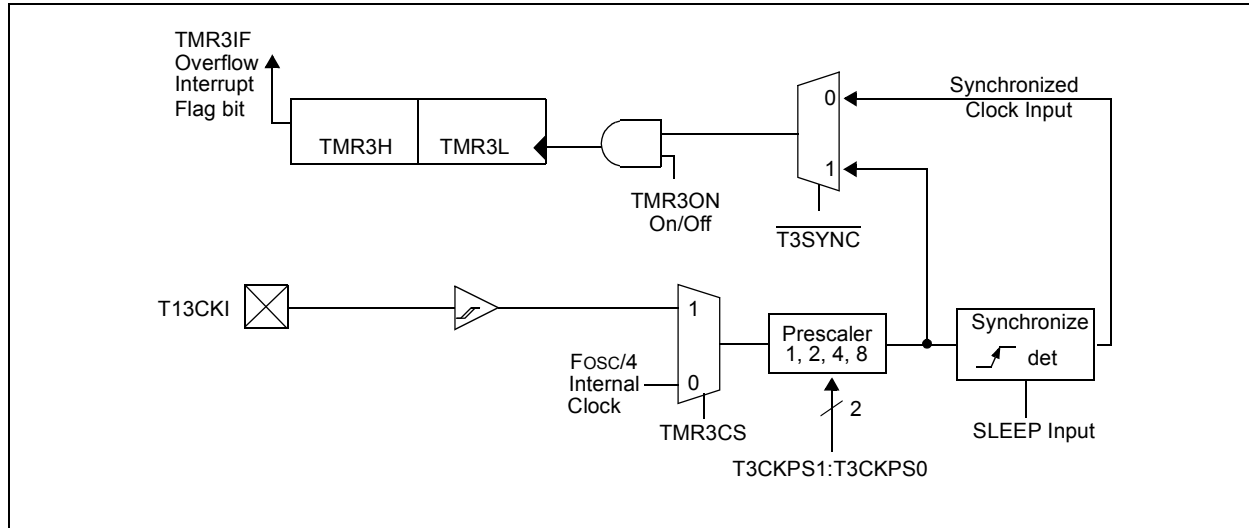 TMR3IF
Overflow
Interrupt
Flag bit
TMR3H
TMR3L
TMR3ON
On/Off
0
1
T3SYNC
Synchronized
Clock Input
T13CKI
1
0
FOSC/4
Internal
Clock
TMR3CS
Prescaler
1, 2, 4, 8
2
T3CKPS1:T3CKPS0
Synchronize
det
SLEEP Input